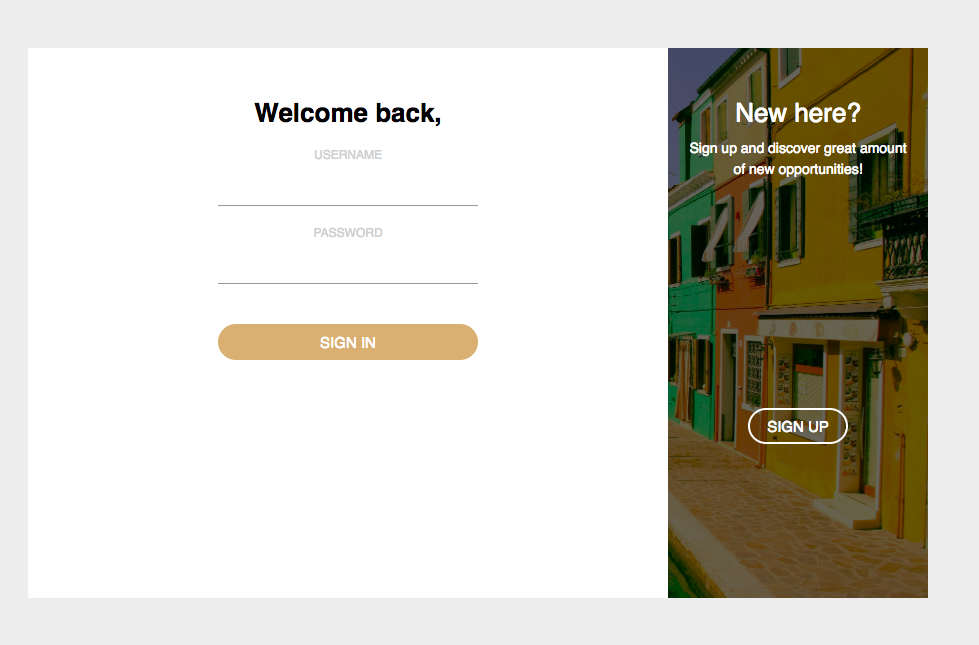 Welcome back,
USERNAME
PASSWORD
SIGN IN
New here?
Sign up and discover great amount
of new opportunities!
SIGN UP